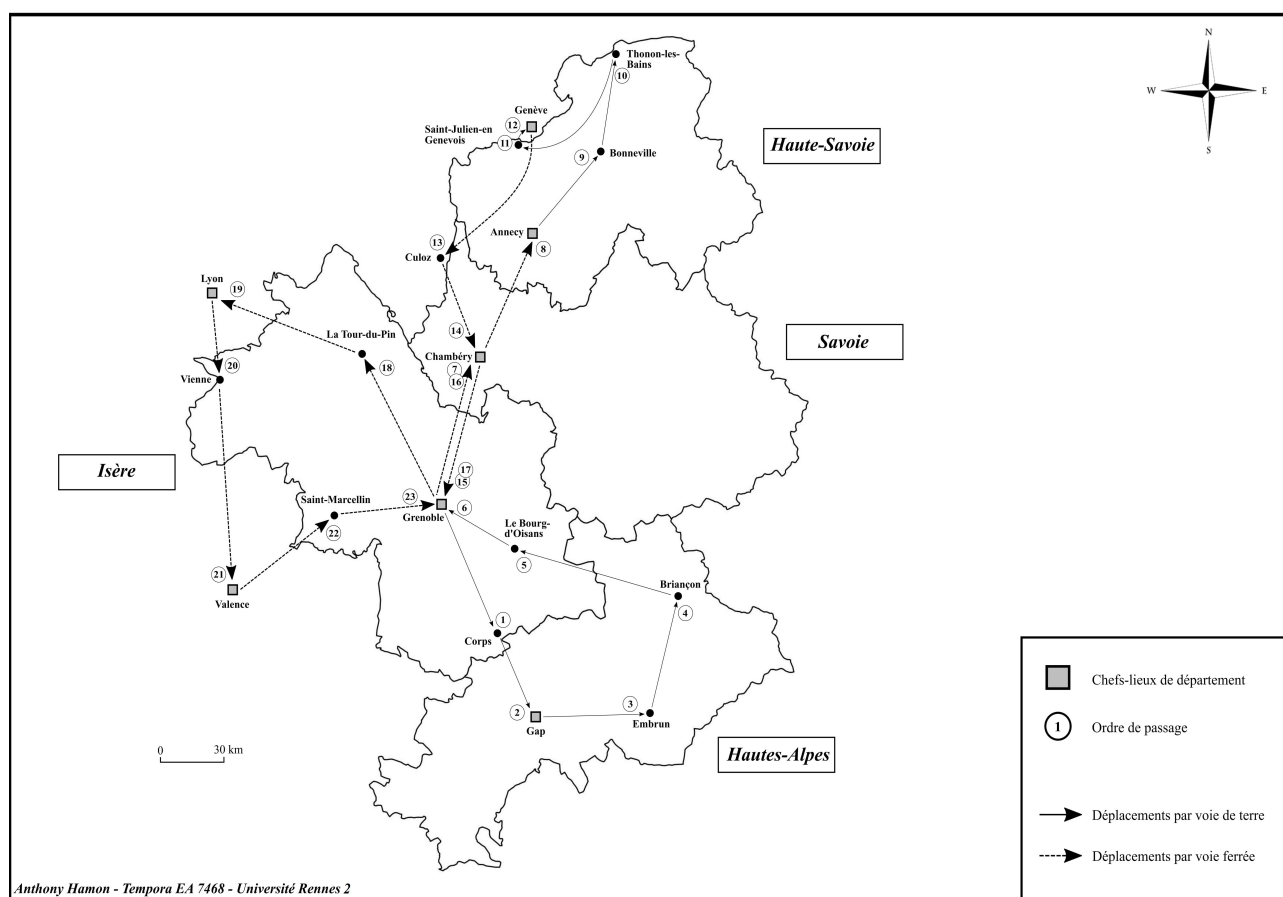 N
W
E
S
Thonon-les-
Bains
10
Genève
12
Saint-Julien-en
Genevois
11
Haute-Savoie
9
Bonneville
Annecy
8
13
Culoz
Lyon
19
14
La Tour-du-Pin
Savoie
Chambéry
7
16
18
20
Vienne
Isère
17
15
Saint-Marcellin
23
6
Grenoble
22
Le Bourg-
d'Oisans
5
21
Valence
Briançon
4
1
Corps
2
Gap
3
Embrun
Hautes-Alpes
0
30 km
Chefs-lieux de département
1
Ordre de passage
Déplacements par voie de terre
Déplacements par voie ferrée
Anthony Hamon - Tempora EA 7468 - Université Rennes 2